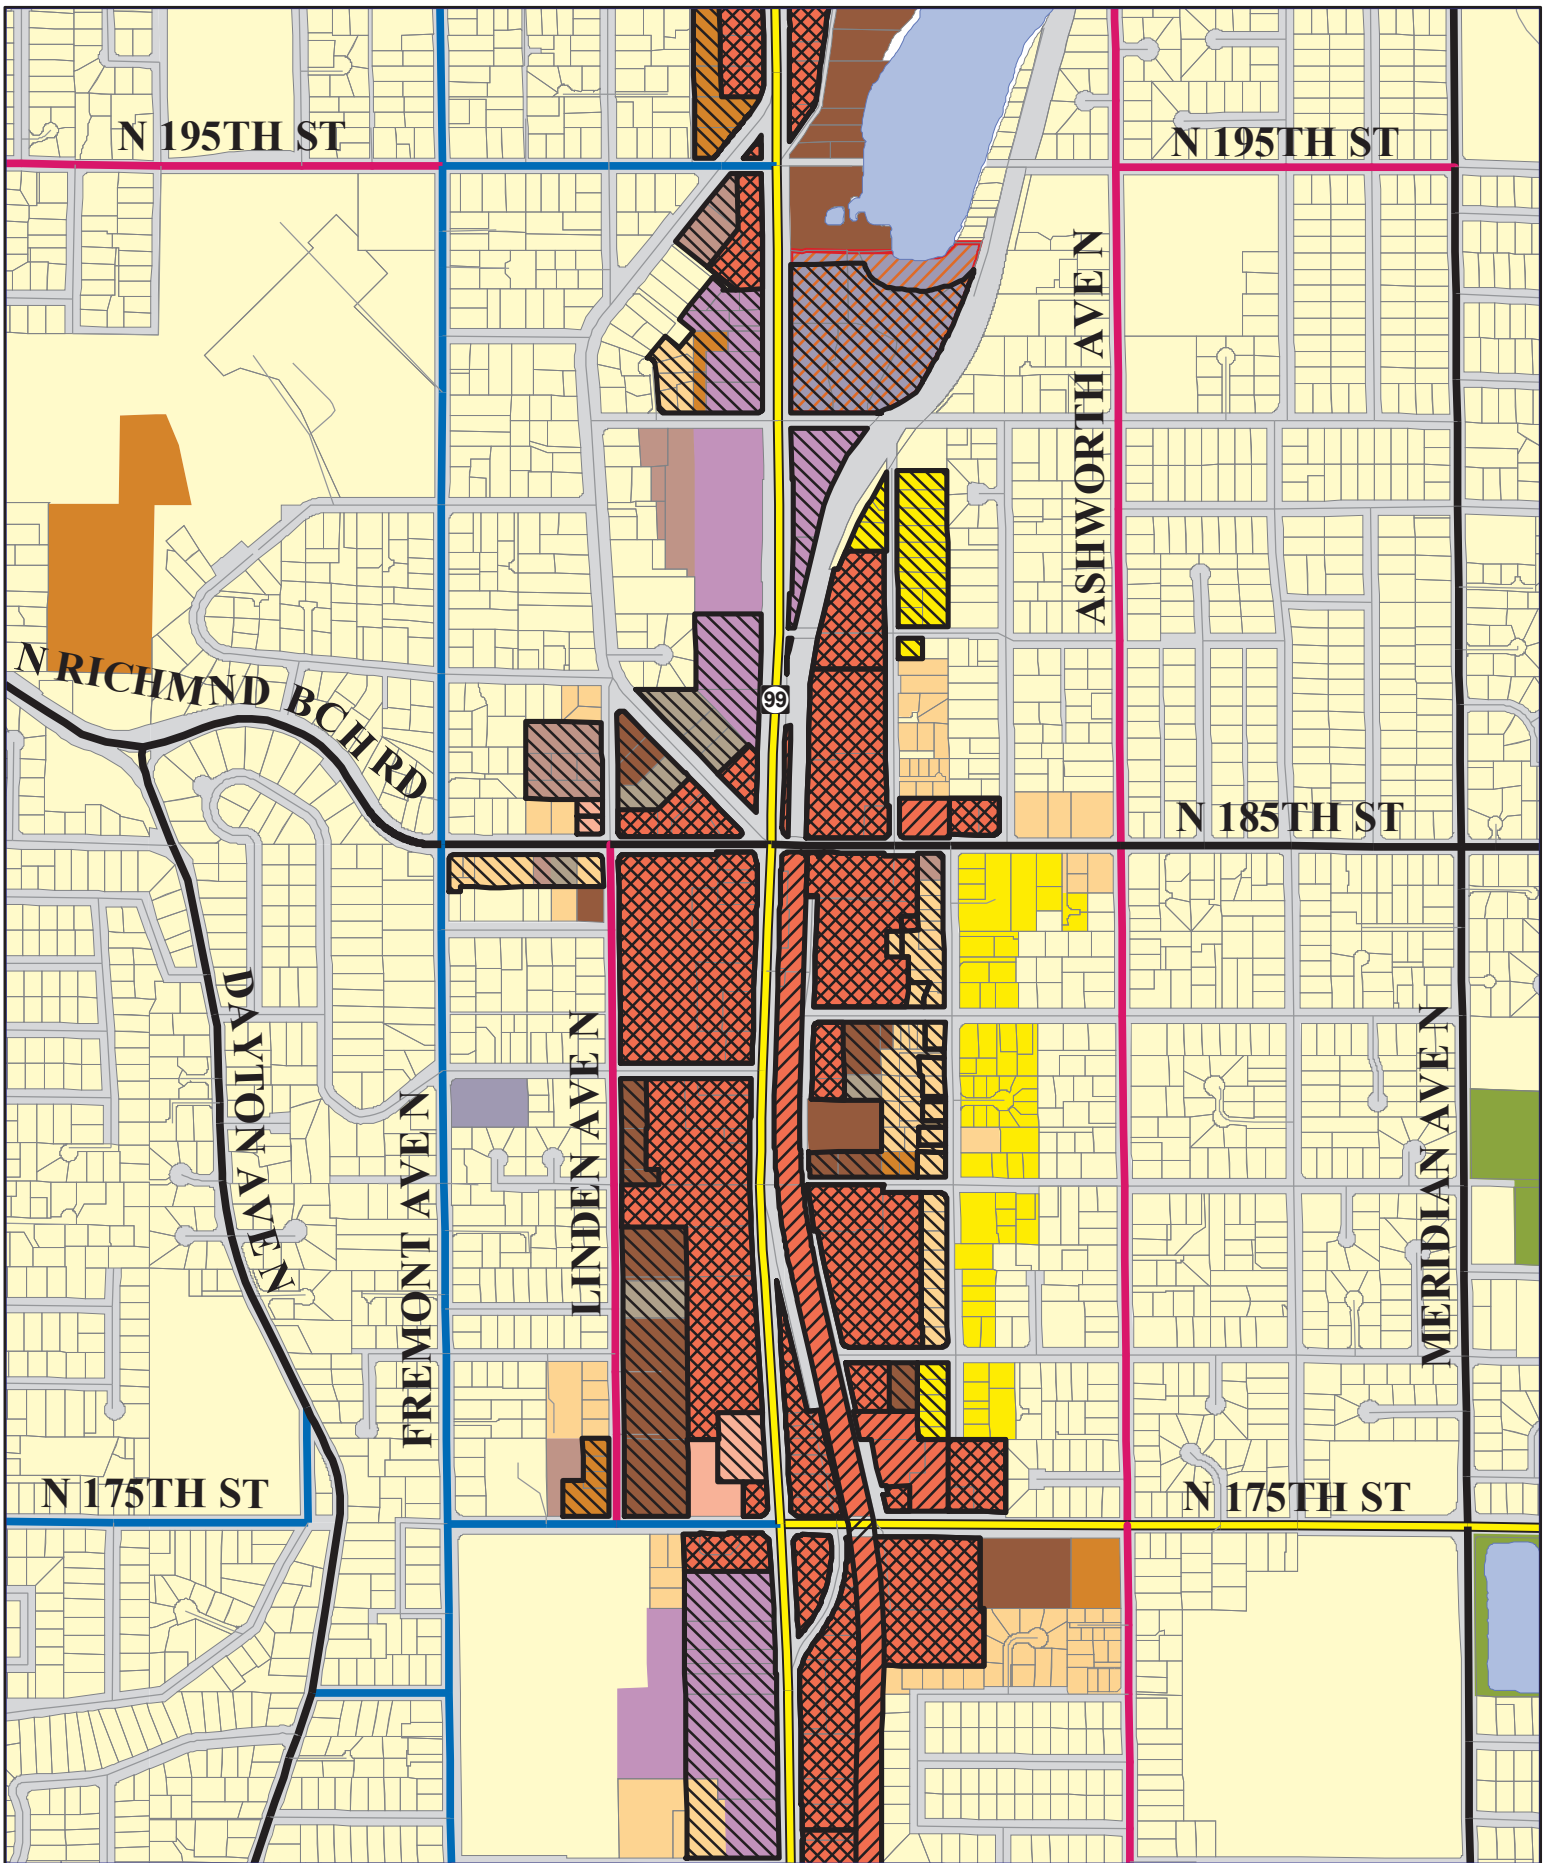 N 195TH ST
N 195TH ST
ASHWORTH AVE N
N RICHMND BCH RD
99
N 185TH ST
DAYTON AVE N
FREMONT AVE N
LINDEN AVE N
MERIDIAN AVE N
N 175TH ST
N 175TH ST